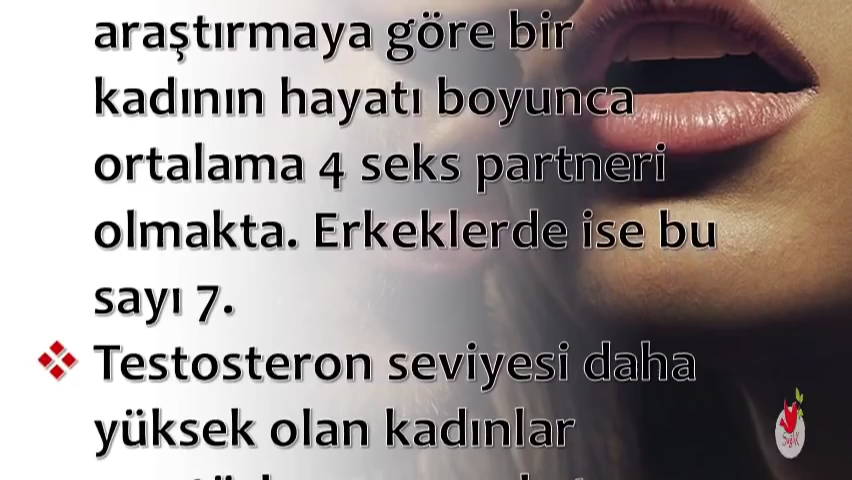 araştırmaya göre bir
kadının hayatı boyunca
ortalama 4 seks partneri
olmakta. Erkeklerde ise bu
sayı 7.
Testosteron seviyesi daha
yüksek olan kadınlar